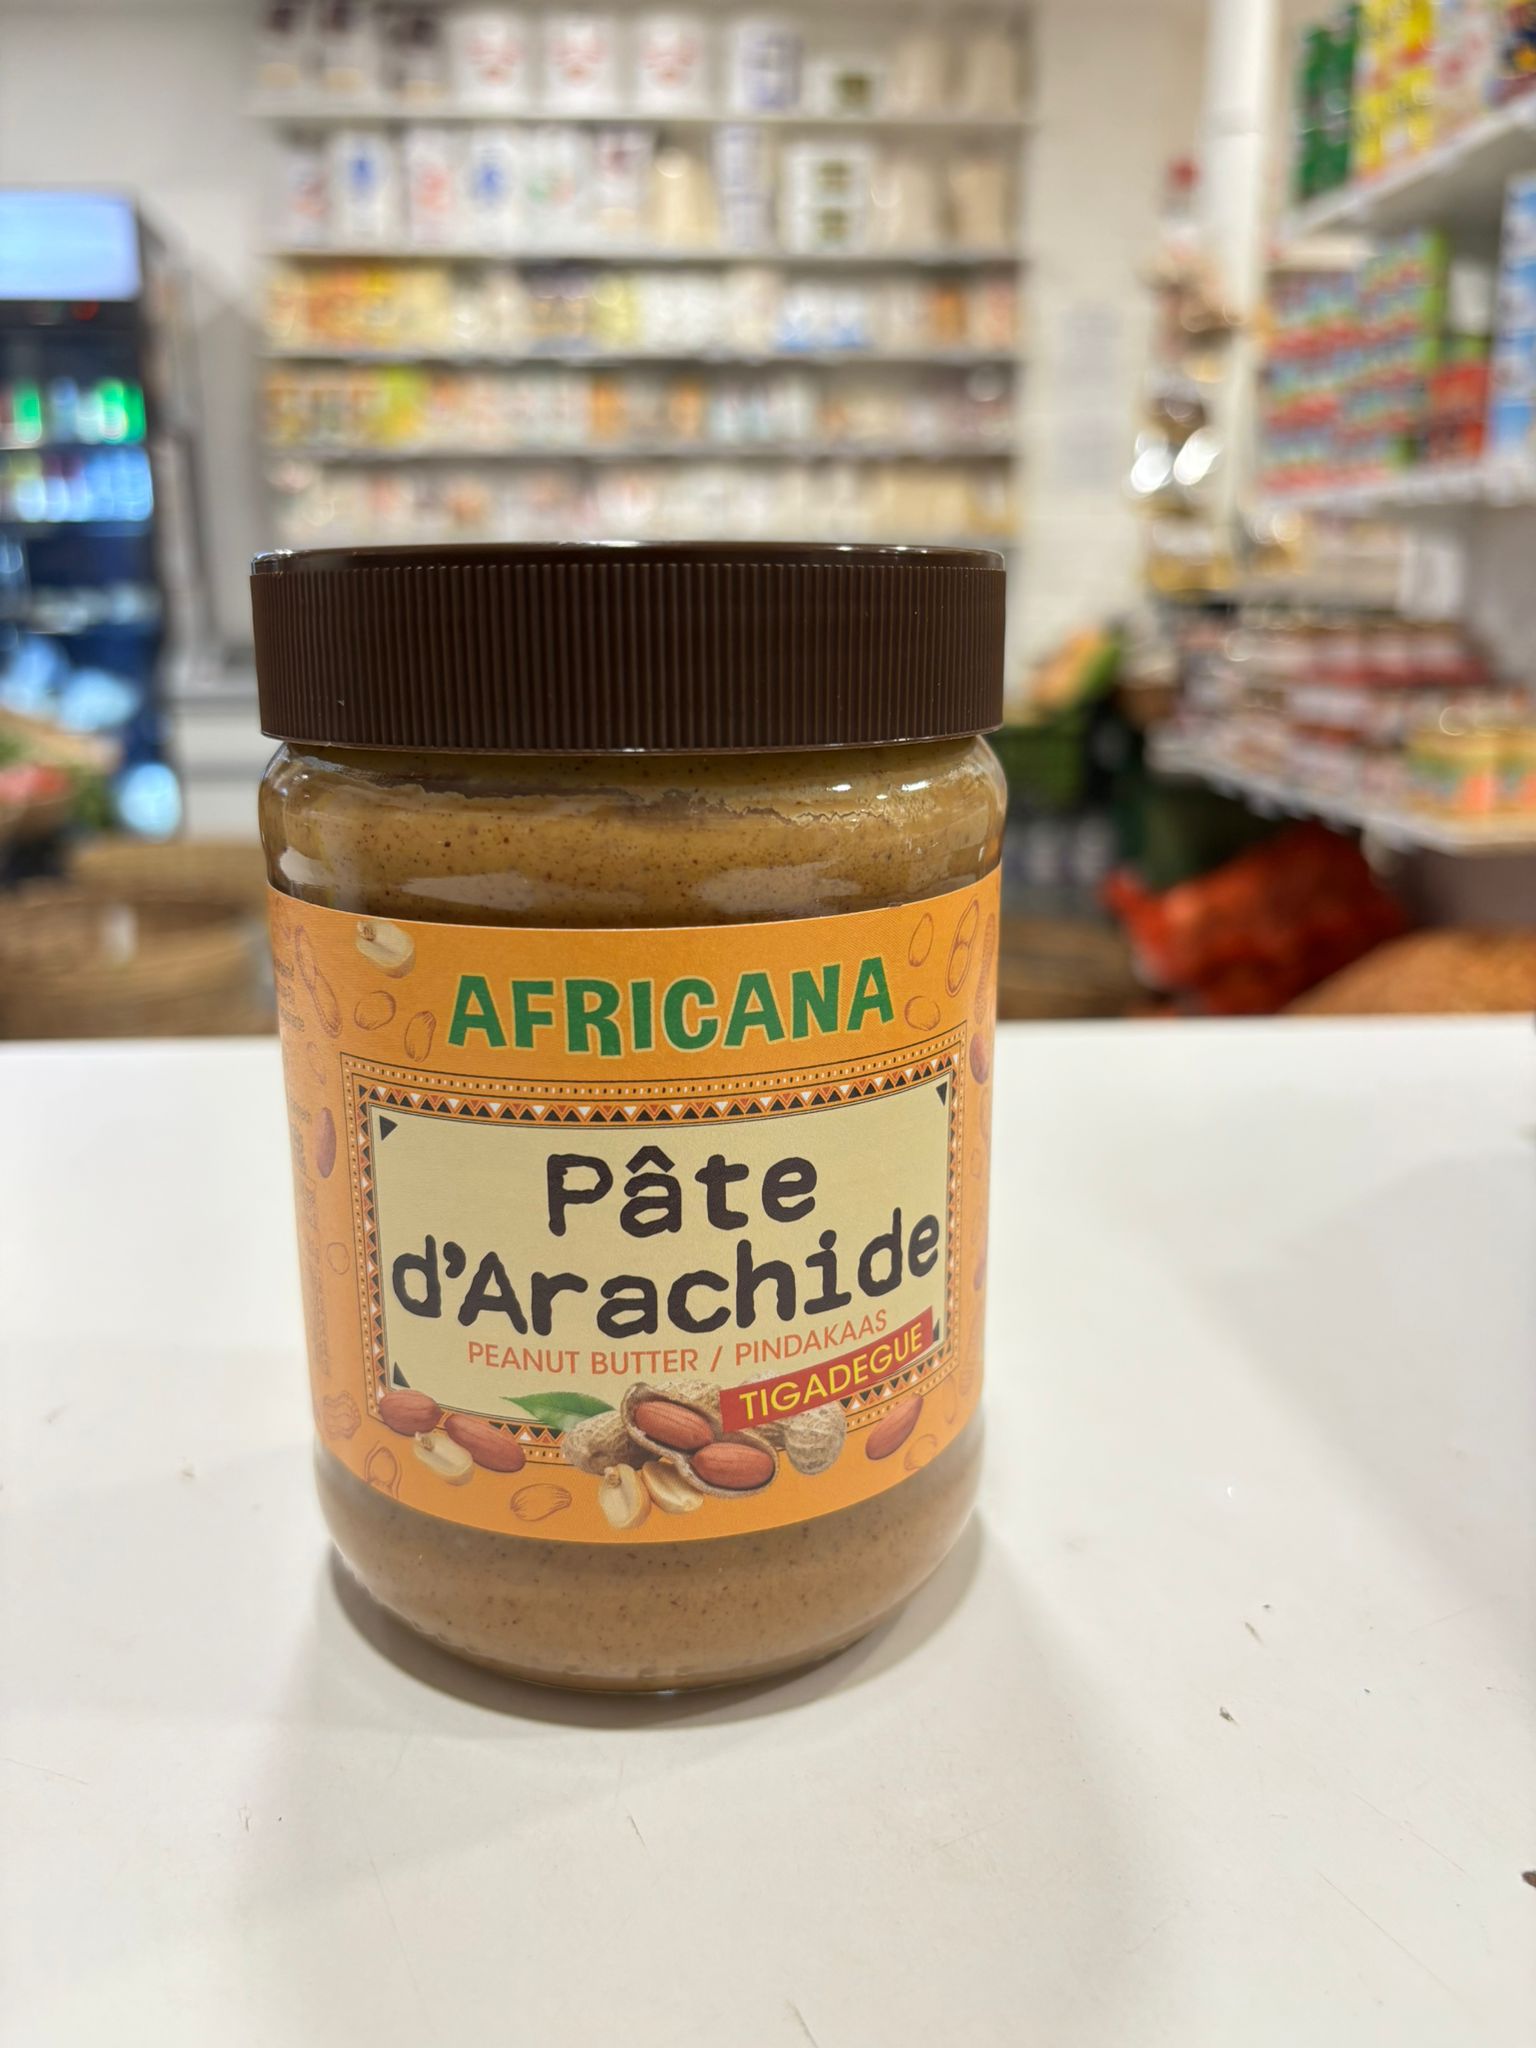 AFRICANA
Pâte
d'Arachide
PEANUT BUTTER / PINDAKAAS
TIGADEGUE